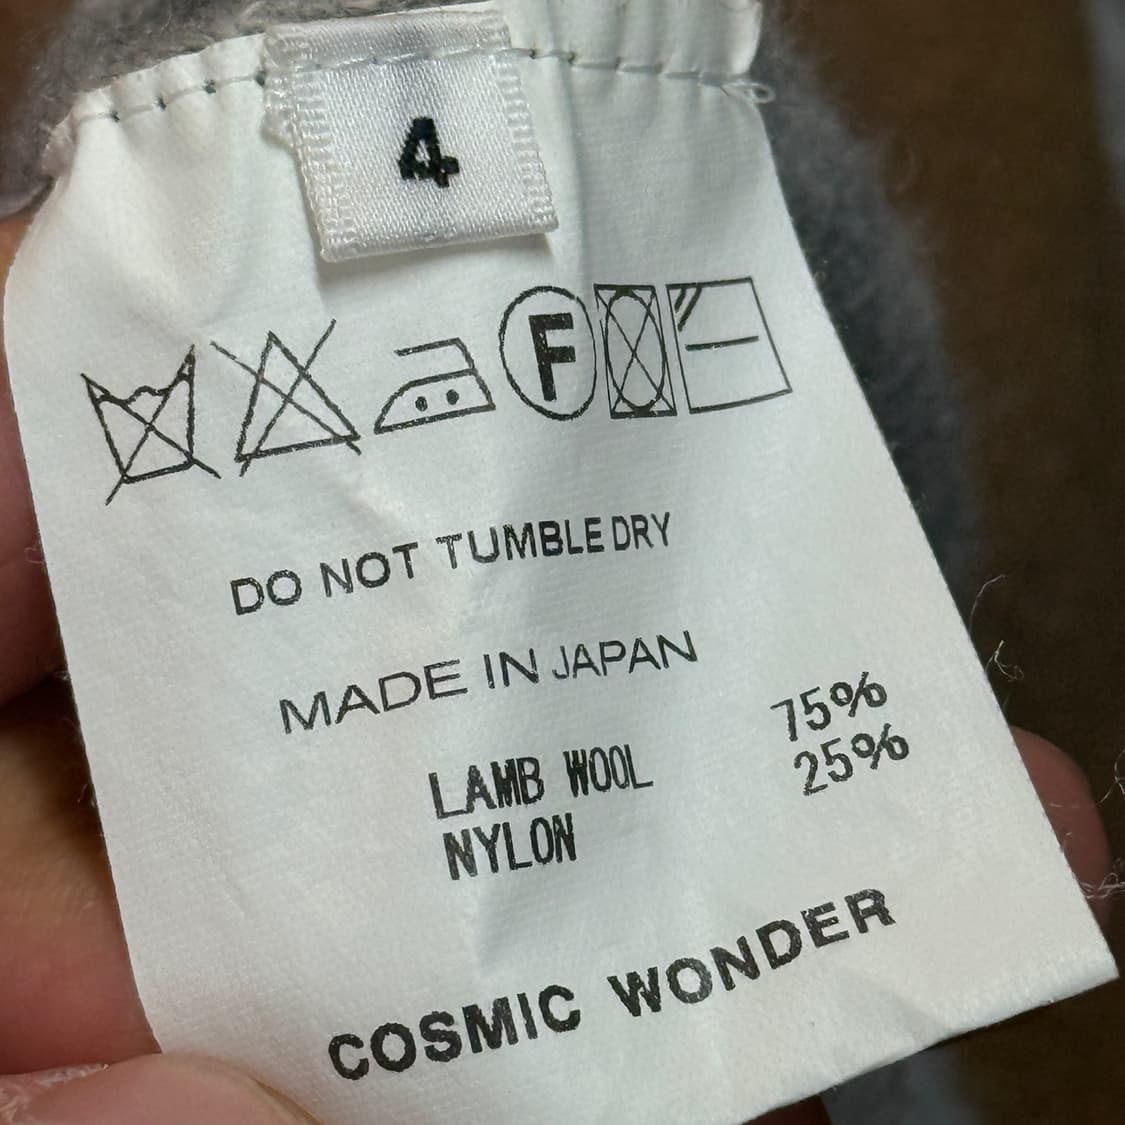 4
F
DO NOT TUMBLE DRY
MADE IN JAPAN
LAMB WOOL 75%
NYLON 25%
COSMIC WONDER